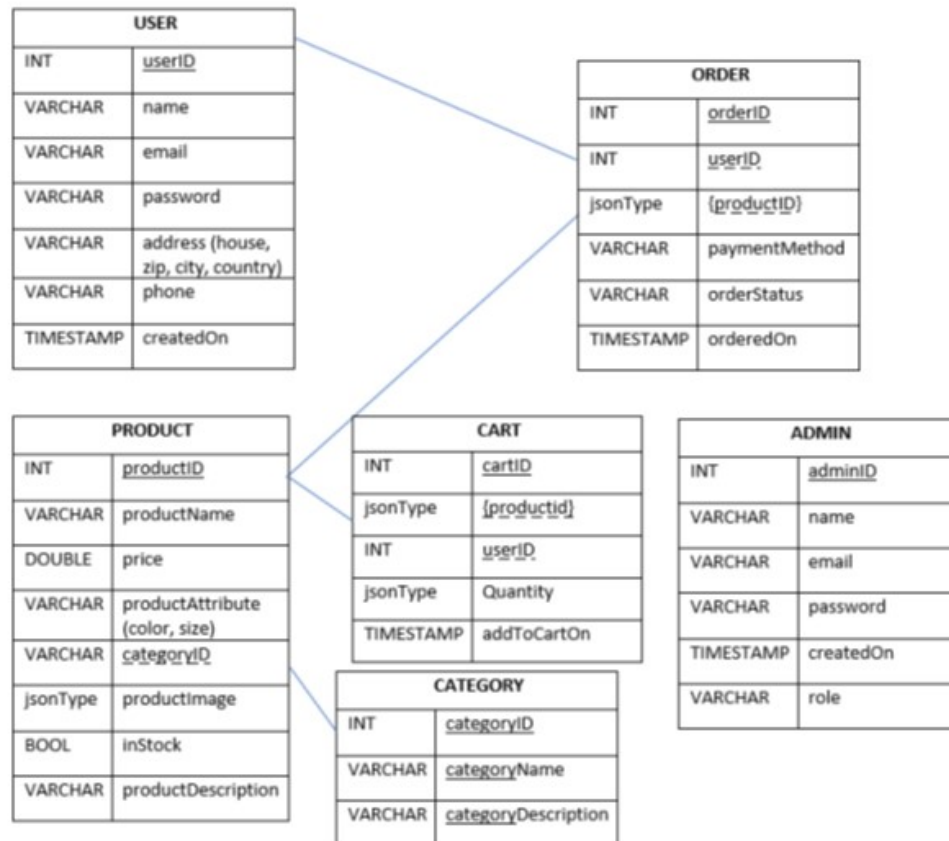 USER
INT userID
VARCHAR name
VARCHAR email
VARCHAR password
VARCHAR address (house,
zip, city, country)
VARCHAR phone
TIMESTAMP createdOn
ORDER
INT orderID
INT userID
jsonType {productID}
VARCHAR paymentMethod
VARCHAR orderStatus
TIMESTAMP orderedOn
PRODUCT
INT productID
VARCHAR productName
DOUBLE price
VARCHAR productAttribute
(color, size)
VARCHAR categoryID
jsonType productImage
BOOL inStock
VARCHAR productDescription
CART
INT cartID
jsonType {productid}
INT userID
jsonType Quantity
TIMESTAMP addToCartOn
CATEGORY
INT categoryID
VARCHAR categoryName
VARCHAR categoryDescription
ADMIN
INT adminID
VARCHAR name
VARCHAR email
VARCHAR password
TIMESTAMP createdOn
VARCHAR role